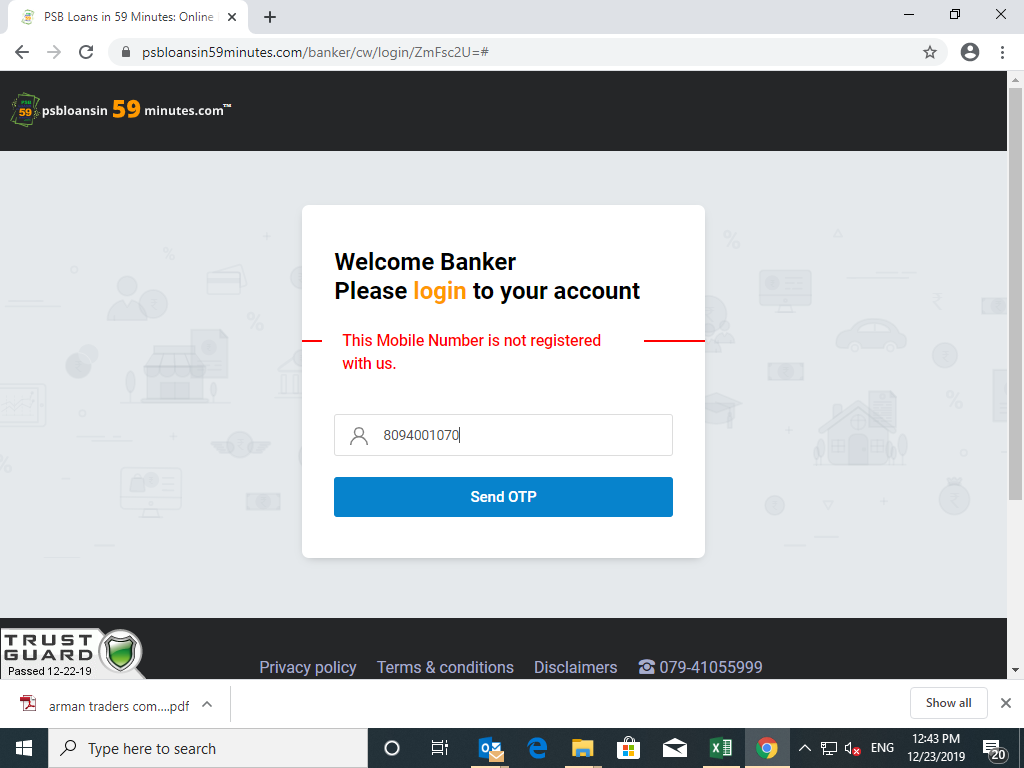 PSB Loans in 59 Minutes: Online
psbloansin59minutes.com/banker/cw/login/ZmFsc2U=#
PSB
59
psbloansin 59 minutes.com™
Welcome Banker
Please login to your account
This Mobile Number is not registered
with us.
8094001070
Send OTP
TRUST
GUARD
Passed 12-22-19
Privacy policy Terms & conditions Disclaimers 079-41055999
arman traders com....pdf
Show all
Type here to search
ENG
12:43 PM
12/23/2019
20